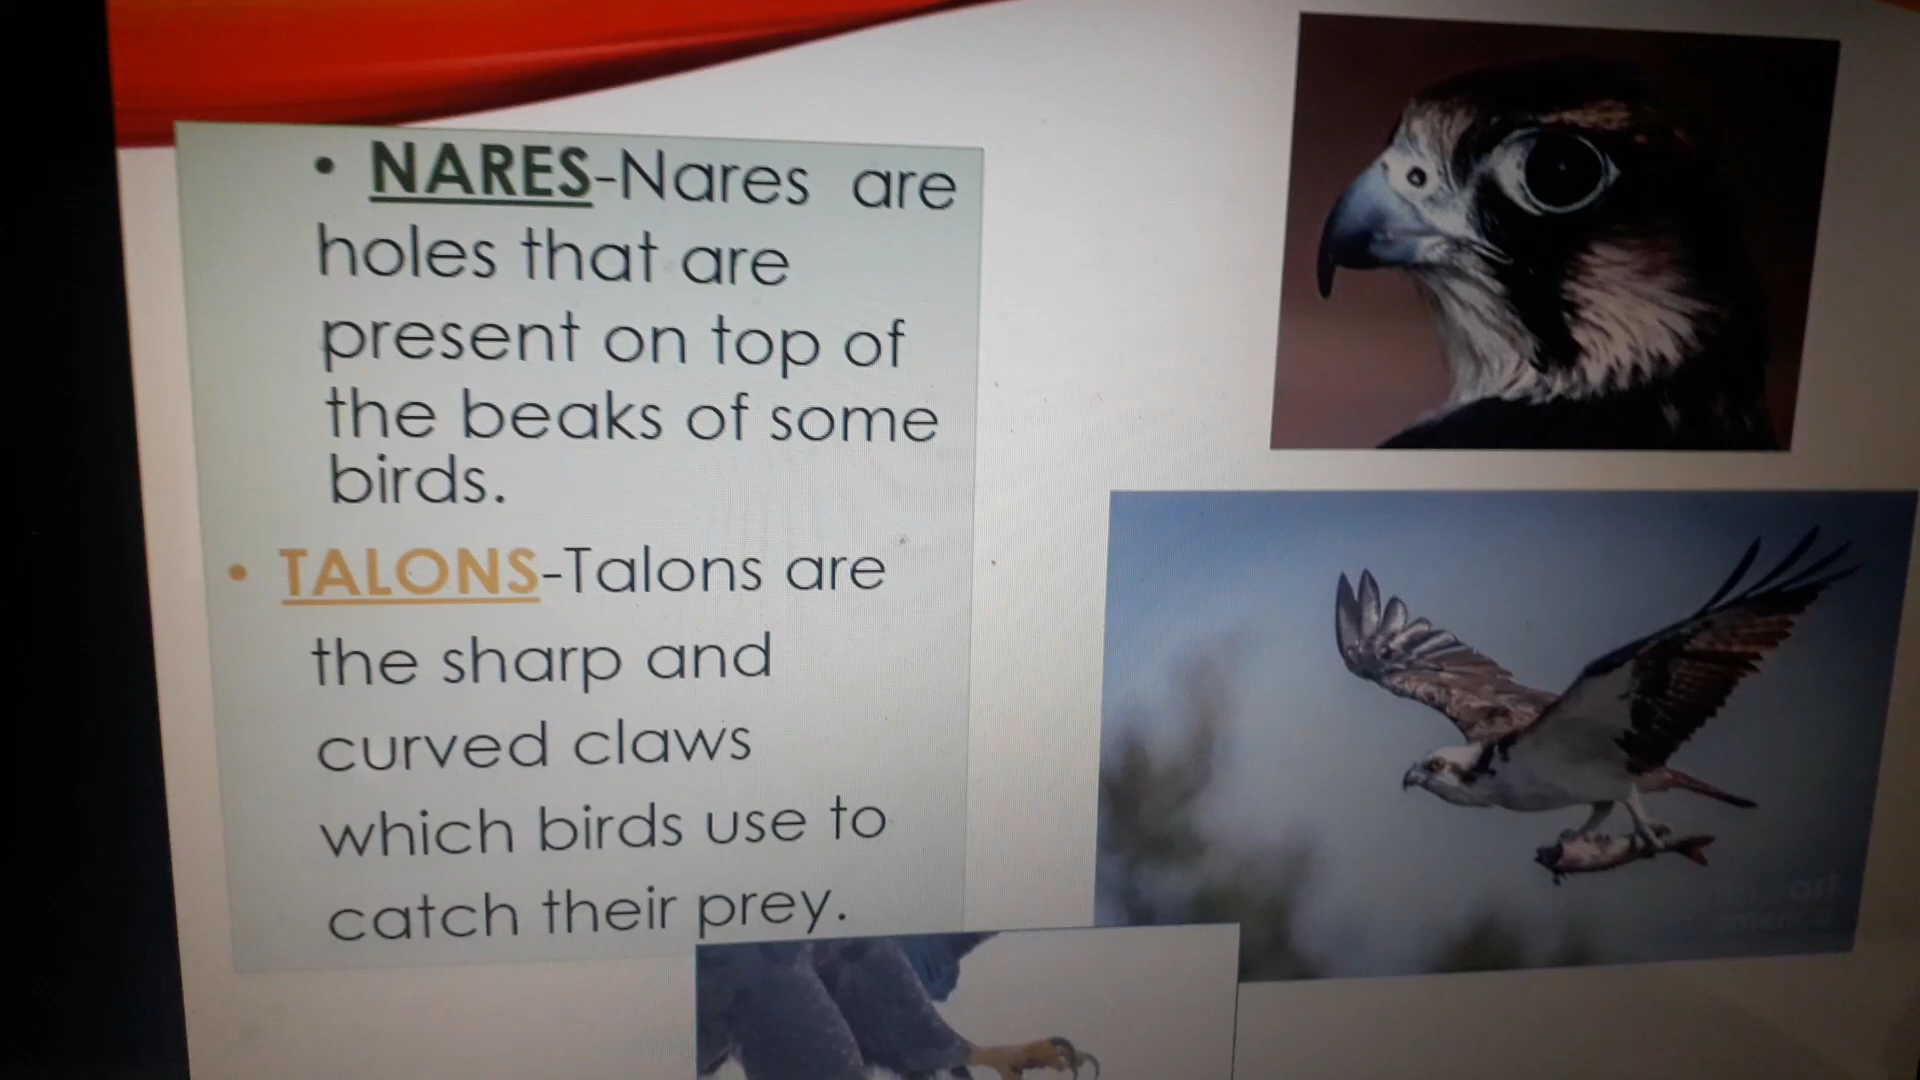 • NARES-Nares are
holes that are
present on top of
the beaks of some
birds.
• TALONS-Talons are
the sharp and
curved claws
which birds use to
catch their prey.
america